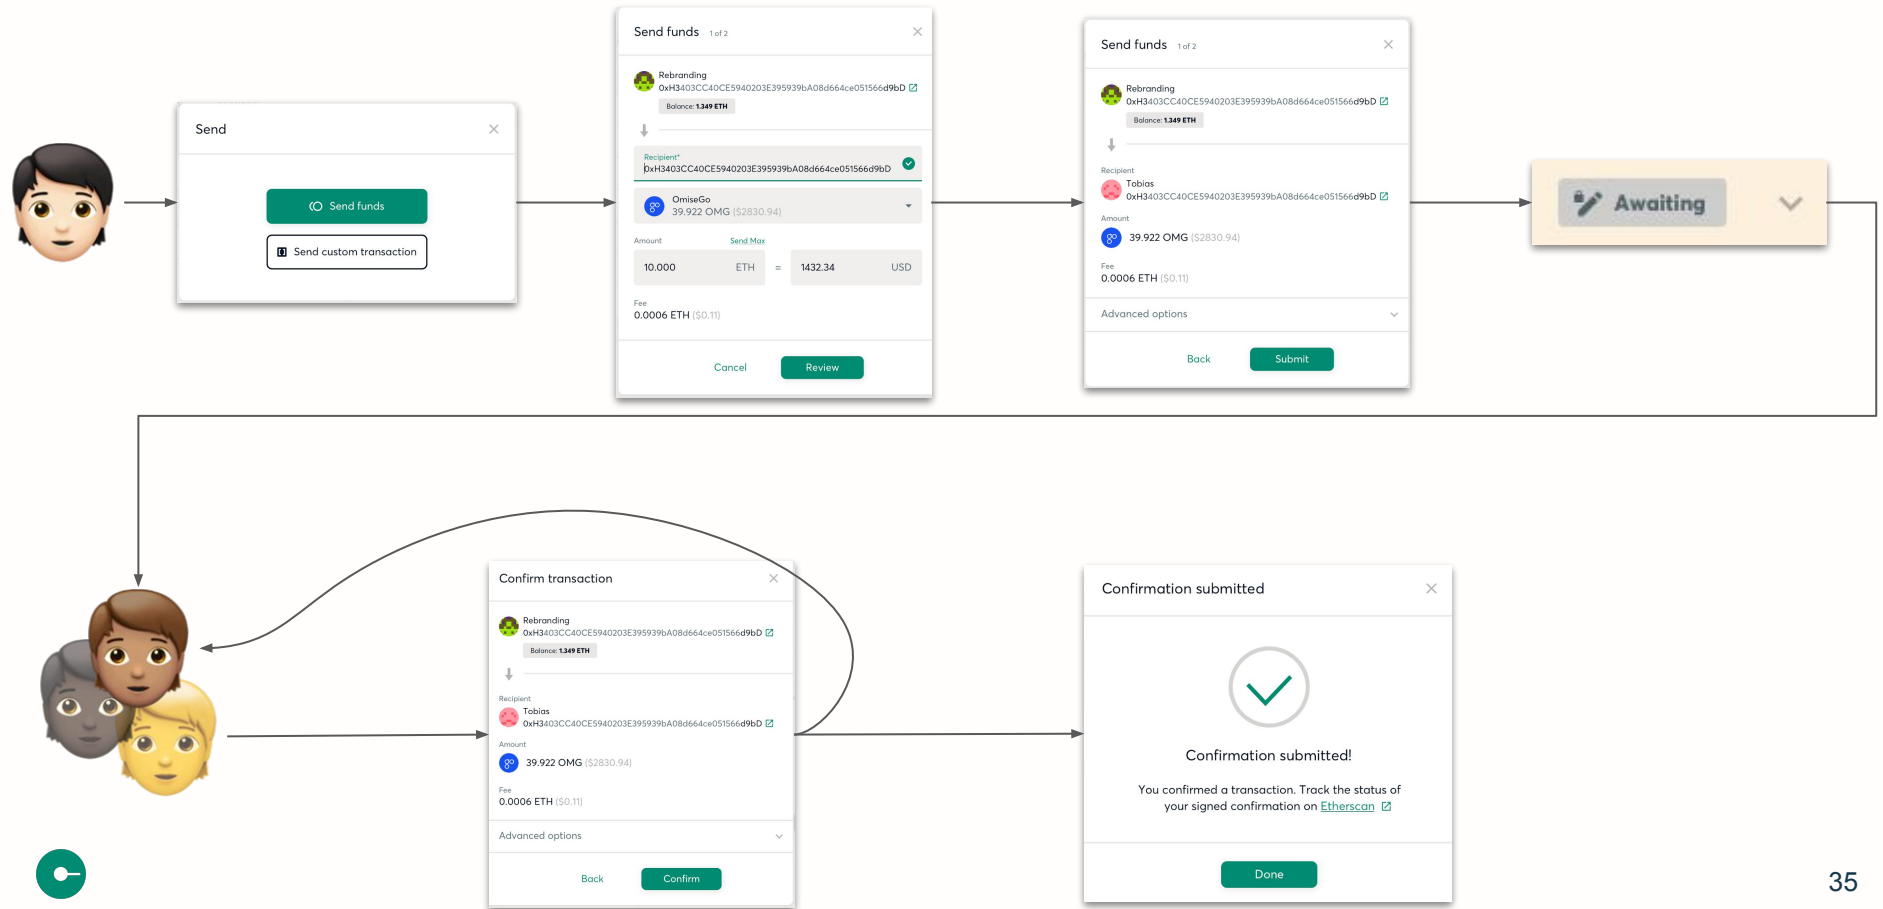 Send
Send funds
Send custom transaction
Send funds 1 of 2
Rebranding
0xH3403CC40CE5940203E395939bA08d664ce051566d9bD
Balance: 1.349 ETH
Recipient*
0xH3403CC40CE5940203E395939bA08d664ce051566d9bD
OmiseGo
39.922 OMG ($2830.94)
Amount Send Max
10.000 ETH = 1432.34 USD
Fee
0.0006 ETH ($0.11)
Cancel Review
Send funds 1 of 2
Rebranding
0xH3403CC40CE5940203E395939bA08d664ce051566d9bD
Balance: 1.349 ETH
Recipient
Tobias
0xH3403CC40CE5940203E395939bA08d664ce051566d9bD
Amount
39.922 OMG ($2830.94)
Fee
0.0006 ETH ($0.11)
Advanced options
Back Submit
Awaiting
Confirm transaction
Rebranding
0xH3403CC40CE5940203E395939bA08d664ce051566d9bD
Balance: 1.349 ETH
Recipient
Tobias
0xH3403CC40CE5940203E395939bA08d664ce051566d9bD
Amount
39.922 OMG ($2830.94)
Fee
0.0006 ETH ($0.11)
Advanced options
Back Confirm
Confirmation submitted
Confirmation submitted!
You confirmed a transaction. Track the status of
your signed confirmation on Etherscan
Done
35